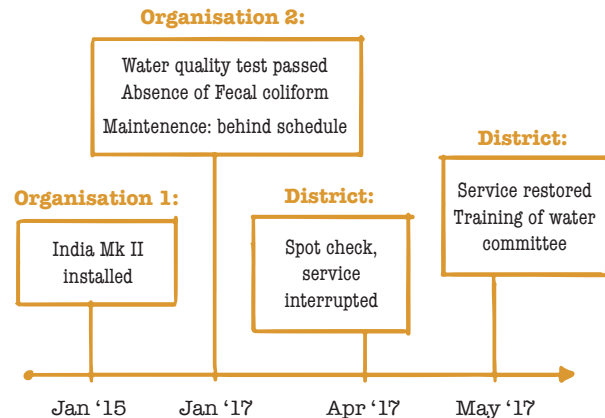 Organisation 2:
Water quality test passed
Absence of Fecal coliform
Maintenence: behind schedule
Organisation 1:
India Mk II
installed
District:
Spot check,
service
interrupted
District:
Service restored
Training of water
committee
Jan ‘15
Jan ‘17
Apr ‘17
May ‘17